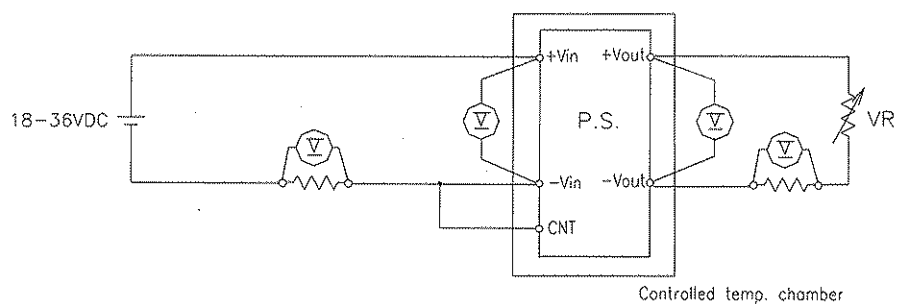 +Vin
+Vout
18-36VDC
V
V
P.S.
V
V
VR
-Vin
-Vout
CNT
Controlled temp. chamber